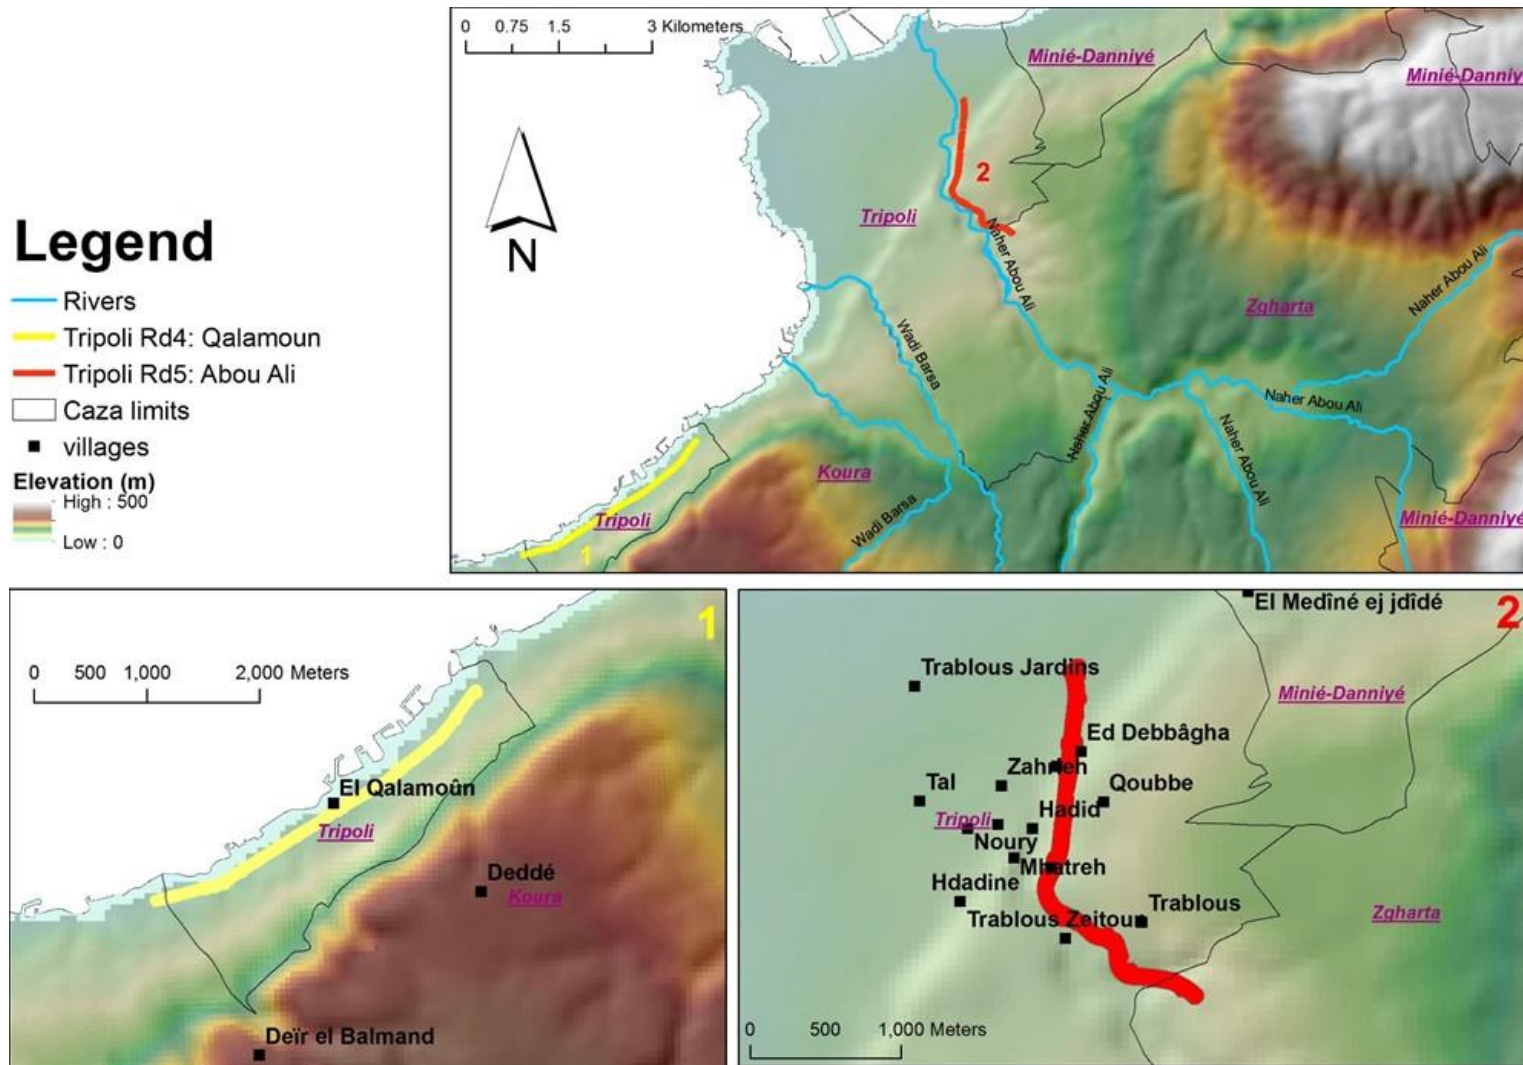 0 0.75 1.5 3 Kilometers
N
Legend
Rivers
Tripoli Rd4: Qalamoun
Tripoli Rd5: Abou Ali
Caza limits
villages
Elevation (m)
High : 500
Low : 0
Minié-Danniyé
Minié-Danniyé
2
Tripoli
Naher Abou Ali
Naher Abou Ali
Zgharta
Wadi Barsa
Naher Abou Ali
Naher Abou Ali
Naher Abou Ali
Koura
Wadi Barsa
Tripoli
1
Minié-Danniyé
1
0 500 1,000 2,000 Meters
El Qalamoûn
Tripoli
Deddé
Koura
Deïr el Balmand
2
El Medîné ej jdîdé
Trablous Jardins
Minié-Danniyé
Ed Debbâgha
Zahrieh
Tal
Qoubbe
Hadid
Tripoli
Noury
Mhatreh
Hdadine
Trablous
Trablous Zeitoun
Zgharta
0 500 1,000 Meters